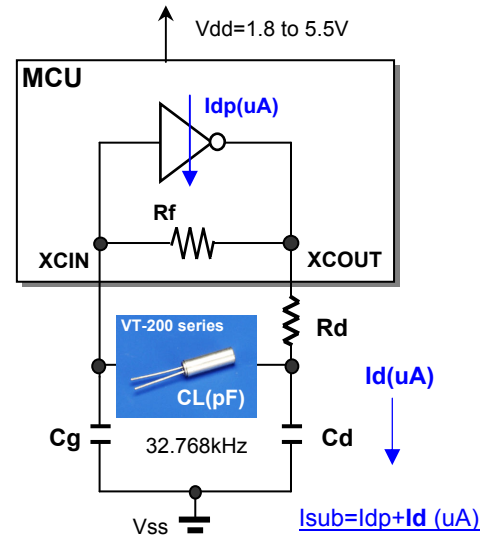 Vdd=1.8 to 5.5V
MCU
Idp(uA)
Rf
XCIN
XCOUT
VT-200 series
Rd
CL(pF)
Id(uA)
Cg
32.768kHz
Cd
Vss
Isub=Idp+Id (uA)